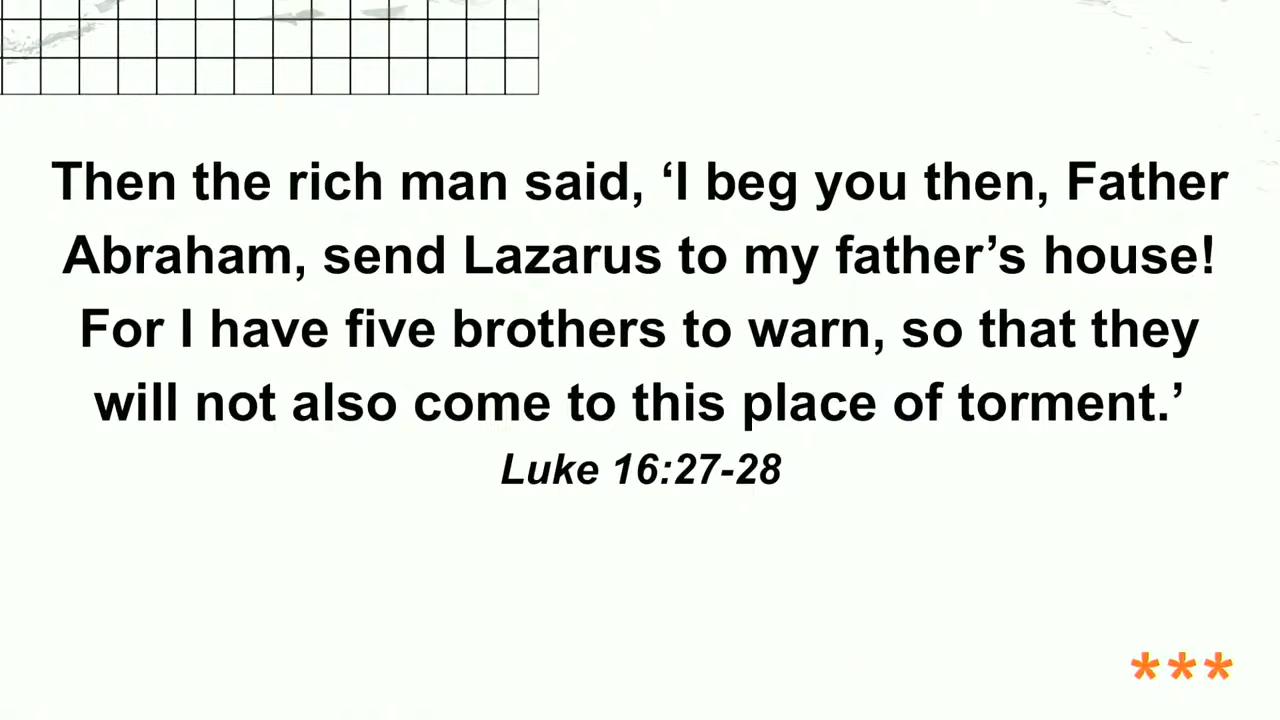 Then the rich man said, ‘I beg you then, Father
Abraham, send Lazarus to my father’s house!
For I have five brothers to warn, so that they
will not also come to this place of torment.’
Luke 16:27-28
***